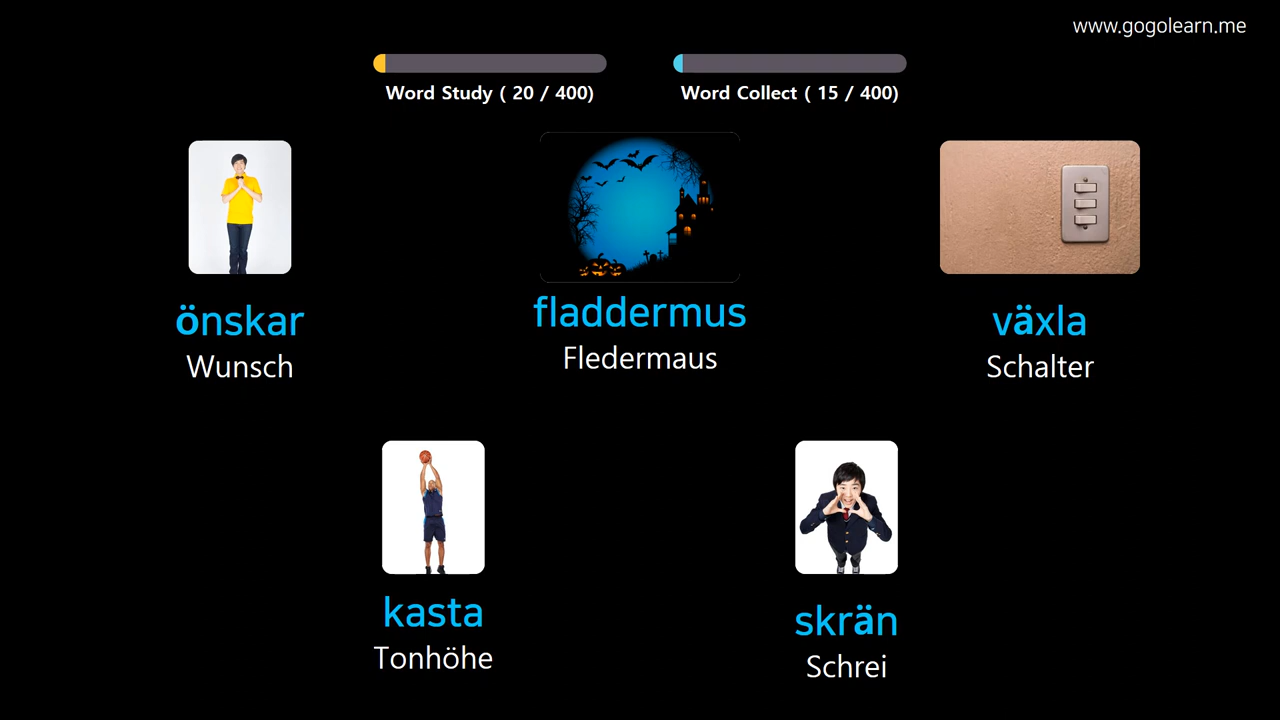 www.gogolearn.me
Word Study ( 20 / 400)
Word Collect ( 15 / 400)
önskar
Wunsch
fladdermus
Fledermaus
växla
Schalter
kasta
Tonhöhe
skrän
Schrei